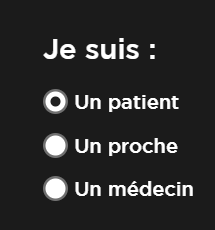 Je suis :
Un patient
Un proche
Un médecin